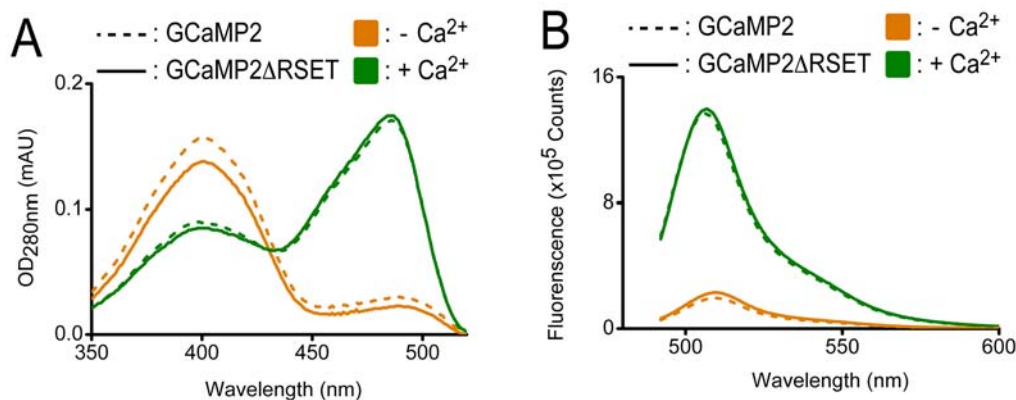 A
: GCaMP2
: - Ca²⁺
: GCaMP2ΔRSET
: + Ca²⁺
0.2
0.1
0.0
OD280nm (mAU)
350
400
450
500
Wavelength (nm)
B
: GCaMP2
: - Ca²⁺
: GCaMP2ΔRSET
: + Ca²⁺
16
8
0
Fluorenscence (x10⁵ Counts)
500
550
600
Wavelength (nm)